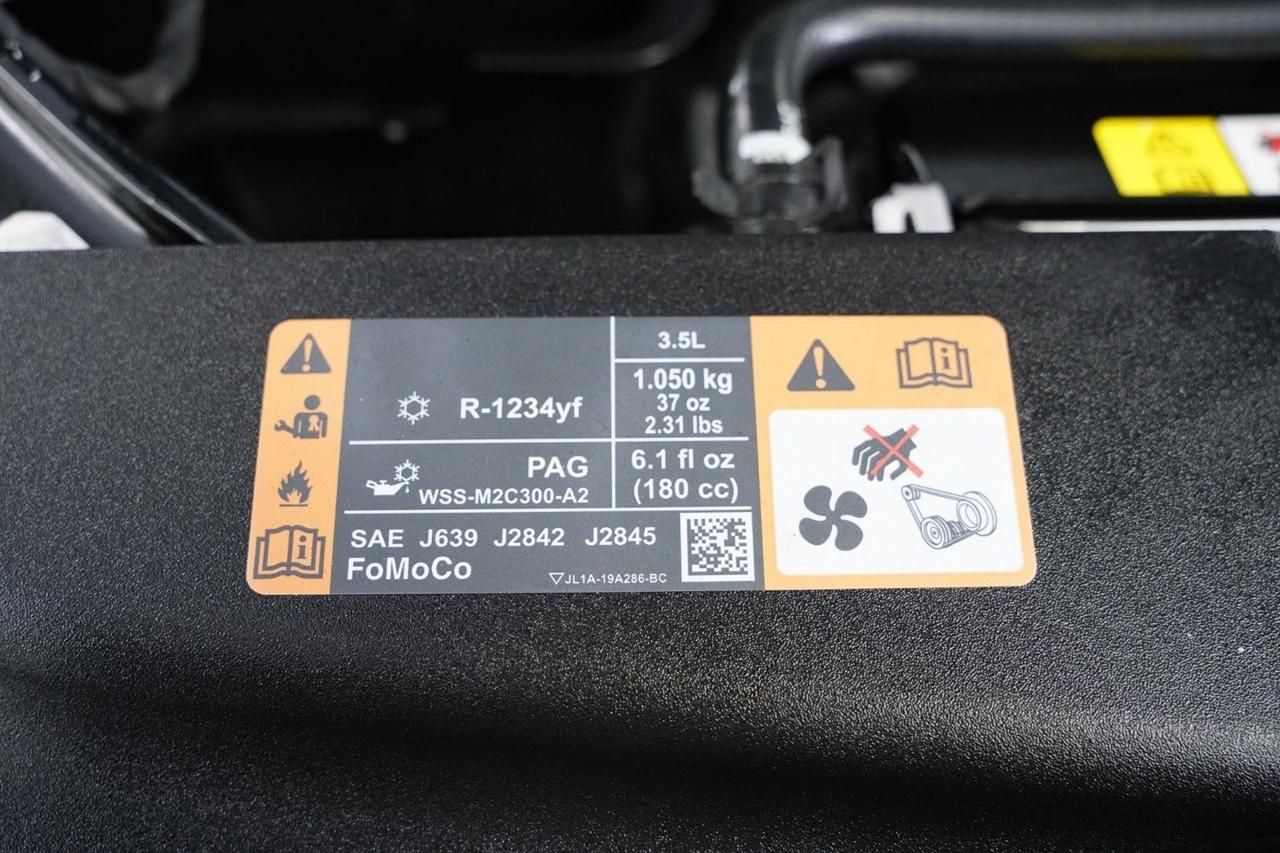 3.5L
R-1234yf
1.050 kg
37 oz
2.31 lbs
PAG
WSS-M2C300-A2
6.1 fl oz
(180 cc)
SAE J639 J2842 J2845
FoMoCo
▽JL1A-19A286-BC